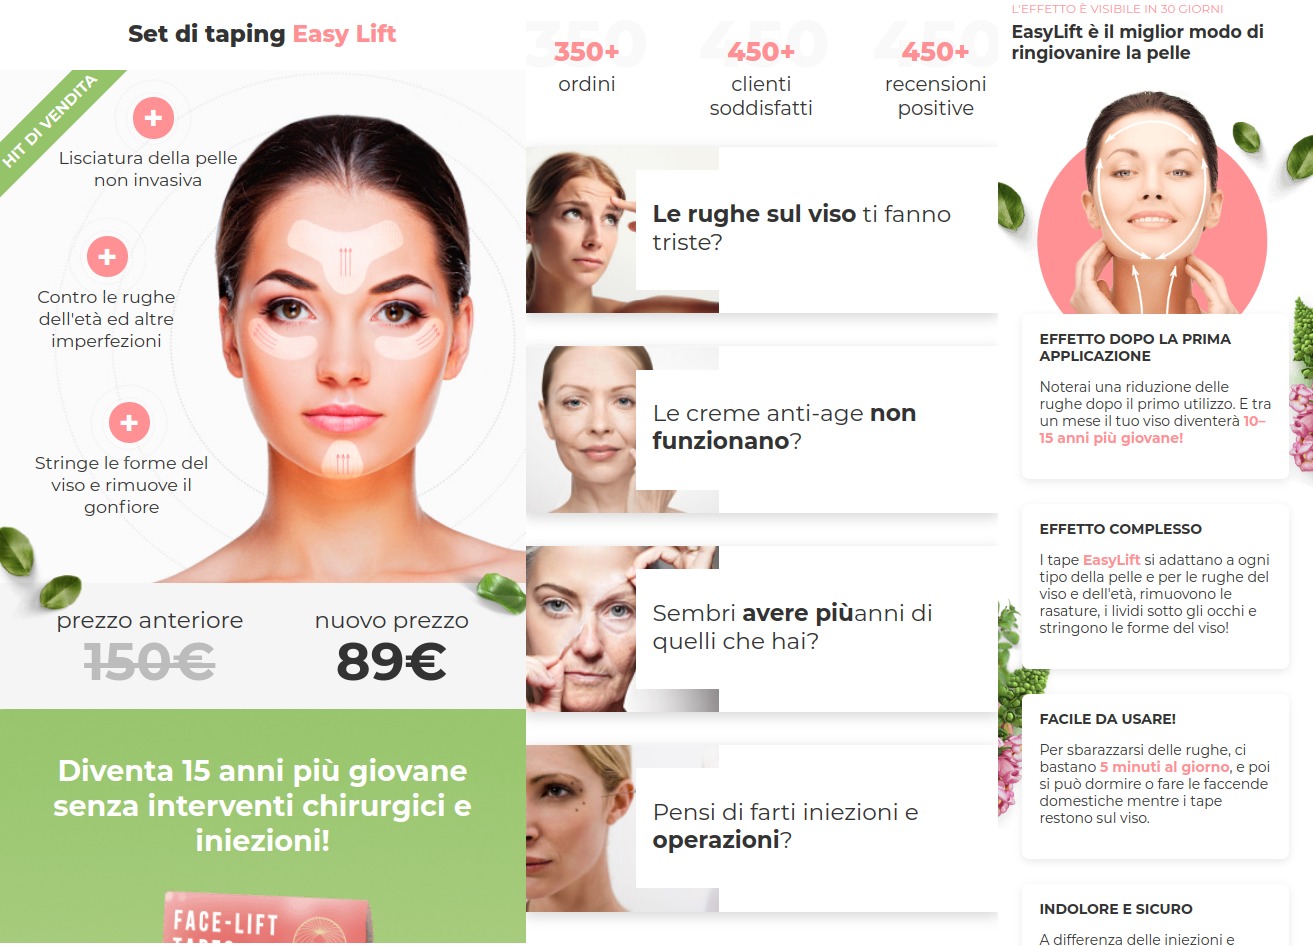 Set di taping Easy Lift
HIT DI VENDITA
Lisciatura della pelle
non invasiva
Contro le rughe
dell'età ed altre
imperfezioni
Stringe le forme del
viso e rimuove il
gonfiore
prezzo anteriore
150€
nuovo prezzo
89€
Diventa 15 anni più giovane
senza interventi chirurgici e
iniezioni!
FACE-LIFT
350+
ordini
450+
clienti
soddisfatti
450+
recensioni
positive
Le rughe sul viso ti fanno
triste?
Le creme anti-age non
funzionano?
Sembri avere piùanni di
quelli che hai?
Pensi di farti iniezioni e
operazioni?
L'EFFETTO È VISIBILE IN 30 GIORNI
EasyLift è il miglior modo di
ringiovanire la pelle
EFFETTO DOPO LA PRIMA
APPLICAZIONE
Noterai una riduzione delle
rughe dopo il primo utilizzo. E tra
un mese il tuo viso diventerà 10–
15 anni più giovane!
EFFETTO COMPLESSO
I tape EasyLift si adattano a ogni
tipo della pelle e per le rughe del
viso e dell'età, rimuovono le
rasature, i lividi sotto gli occhi e
stringono le forme del viso!
FACILE DA USARE!
Per sbarazzarsi delle rughe, ci
bastano 5 minuti al giorno, e poi
si può dormire o fare le faccende
domestiche mentre i tape
restono sul viso.
INDOLORE E SICURO
A differenza delle iniezioni e